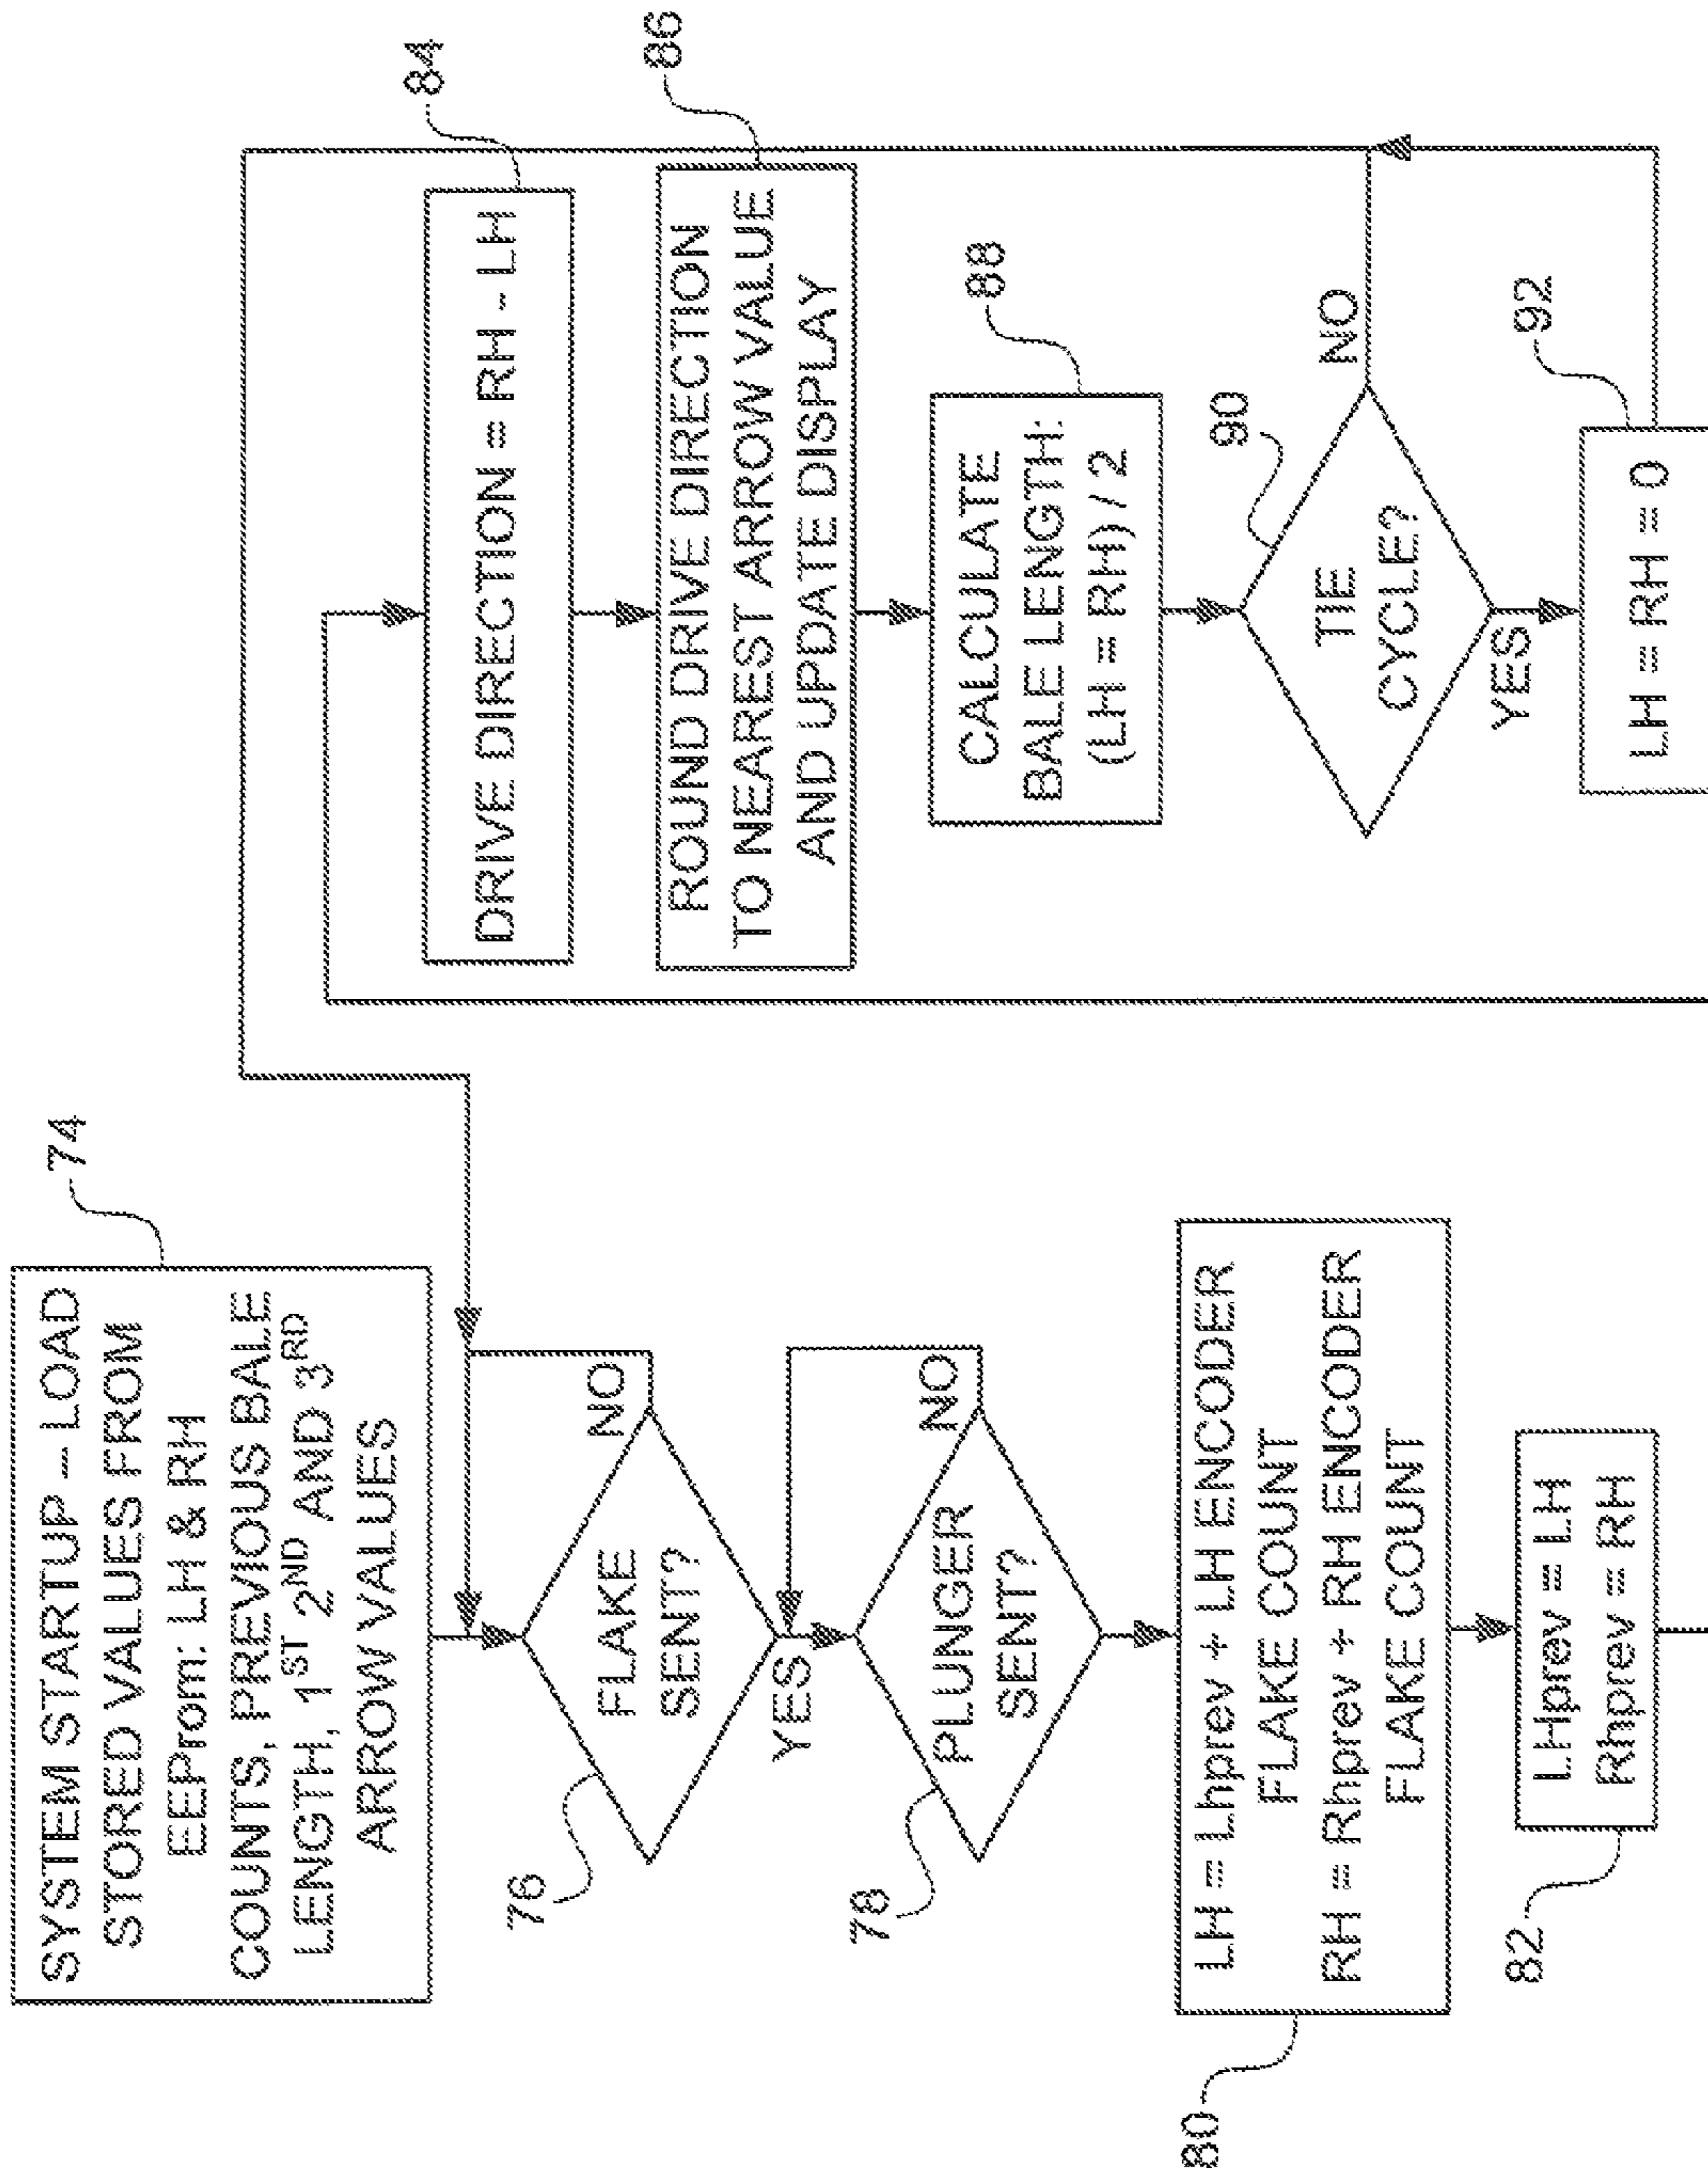 74
SYSTEM STARTUP – LOAD
STORED VALUES FROM
EEProm: LH & RH
COUNTS, PREVIOUS BALE
LENGTH, 1ST 2ND AND 3RD
ARROW VALUES
76
FLAKE
SENT?
NO
YES
78
PLUNGER
SENT?
NO
80
LH = Lhprev + LH ENCODER
FLAKE COUNT
RH = Rhprev + RH ENCODER
FLAKE COUNT
82
LHprev = LH
Rhprev = RH
84
DRIVE DIRECTION = RH - LH
86
ROUND DRIVE DIRECTION
TO NEAREST ARROW VALUE
AND UPDATE DISPLAY
88
CALCULATE
BALE LENGTH:
(LH = RH) / 2
90
TIE
CYCLE?
NO
YES
92
LH = RH = 0